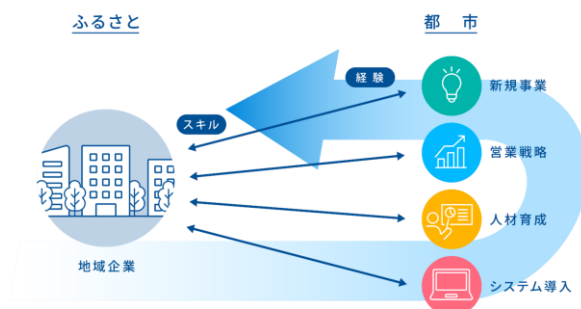 ふるさと
都 市
経験
スキル
新規事業
営業戦略
人材育成
システム導入
地域企業